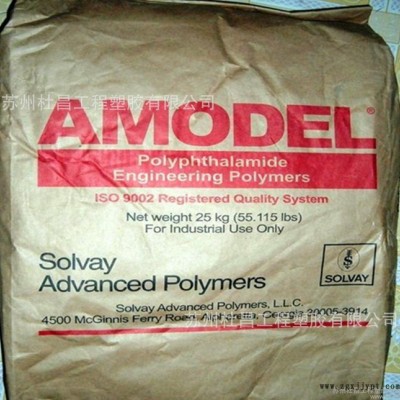 苏州杜昌工程塑胶有限公司
AMODEL®
Polyphthalamide
Engineering Polymers
ISO 9002 Registered Quality System
Net weight 25 kg (55.115 lbs)
For Industrial Use Only
Solvay
Advanced Polymers
SOLVAY
Solvay Advanced Polymers, L.L.C.
4500 McGinnis Ferry Road, Alpharetta, Georgia 30005-3914
苏州杜昌工程塑胶有限公司